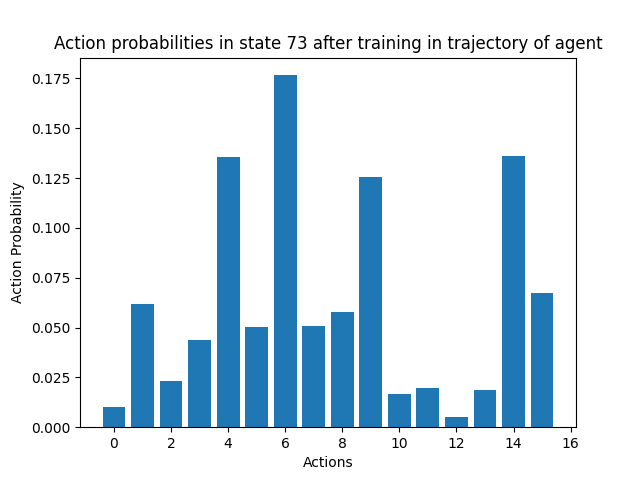 Action probabilities in state 73 after training in trajectory of agent
0.175
0.150
0.125
0.100
0.075
0.050
0.025
0.000
Action Probability
0 2 4 6 8 10 12 14 16
Actions